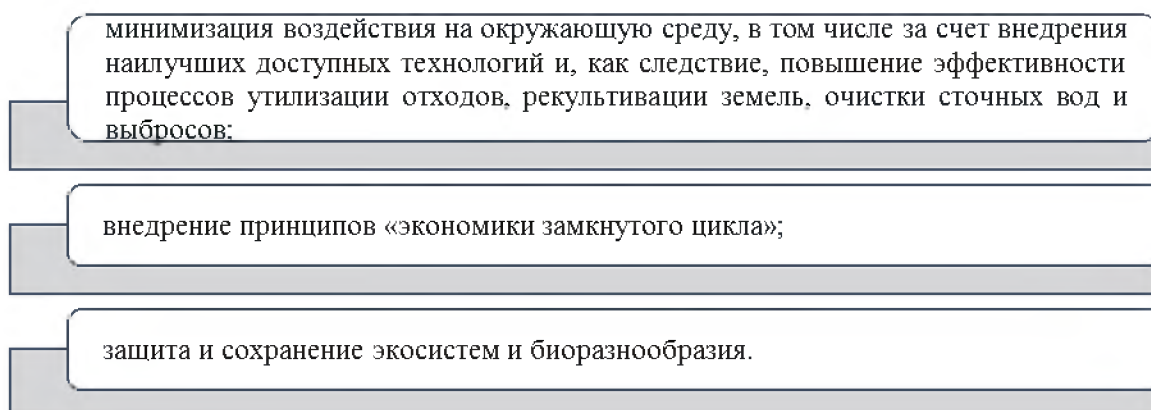 минимизация воздействия на окружающую среду, в том числе за счет внедрения
наилучших доступных технологий и, как следствие, повышение эффективности
процессов утилизации отходов, рекультивации земель, очистки сточных вод и
выбросов;
внедрение принципов «экономики замкнутого цикла»;
защита и сохранение экосистем и биоразнообразия.